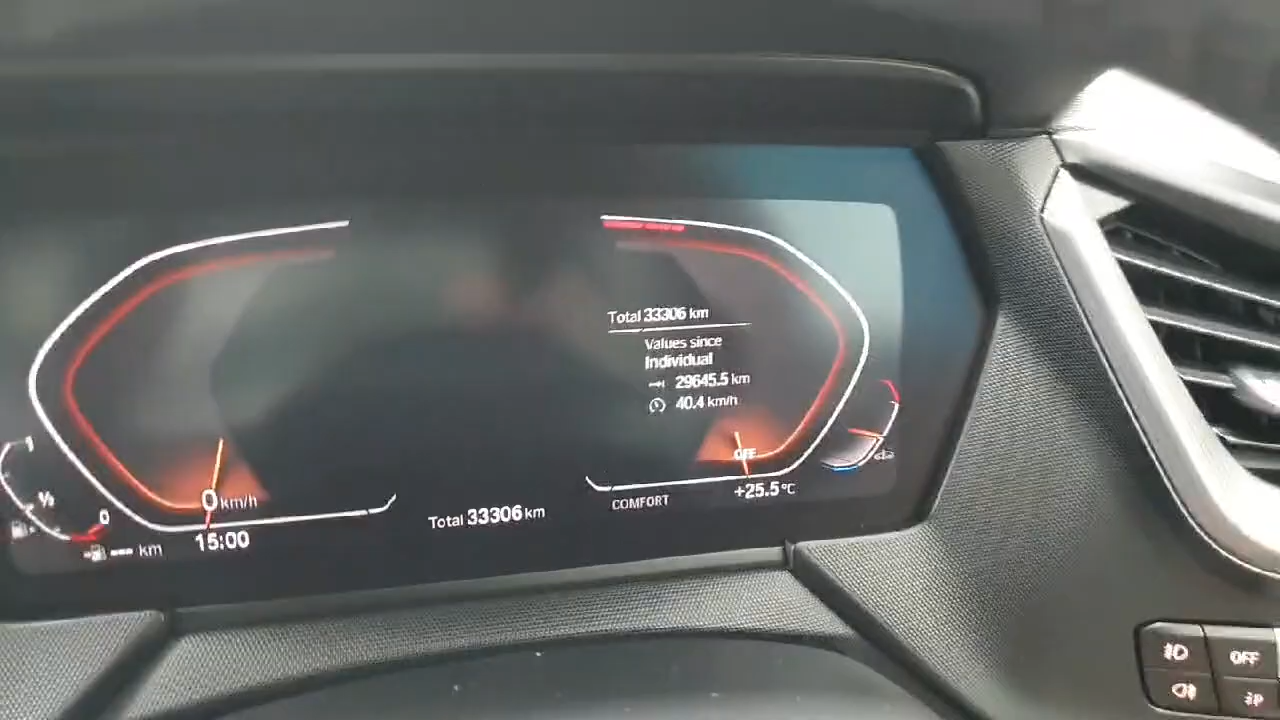 Total 33306 km
Values since
Individual
29645.5 km
40.4 km/h
OFF
1
½
0
0 km/h
--- km
15:00
Total 33306 km
COMFORT
+25.5°C
OFF